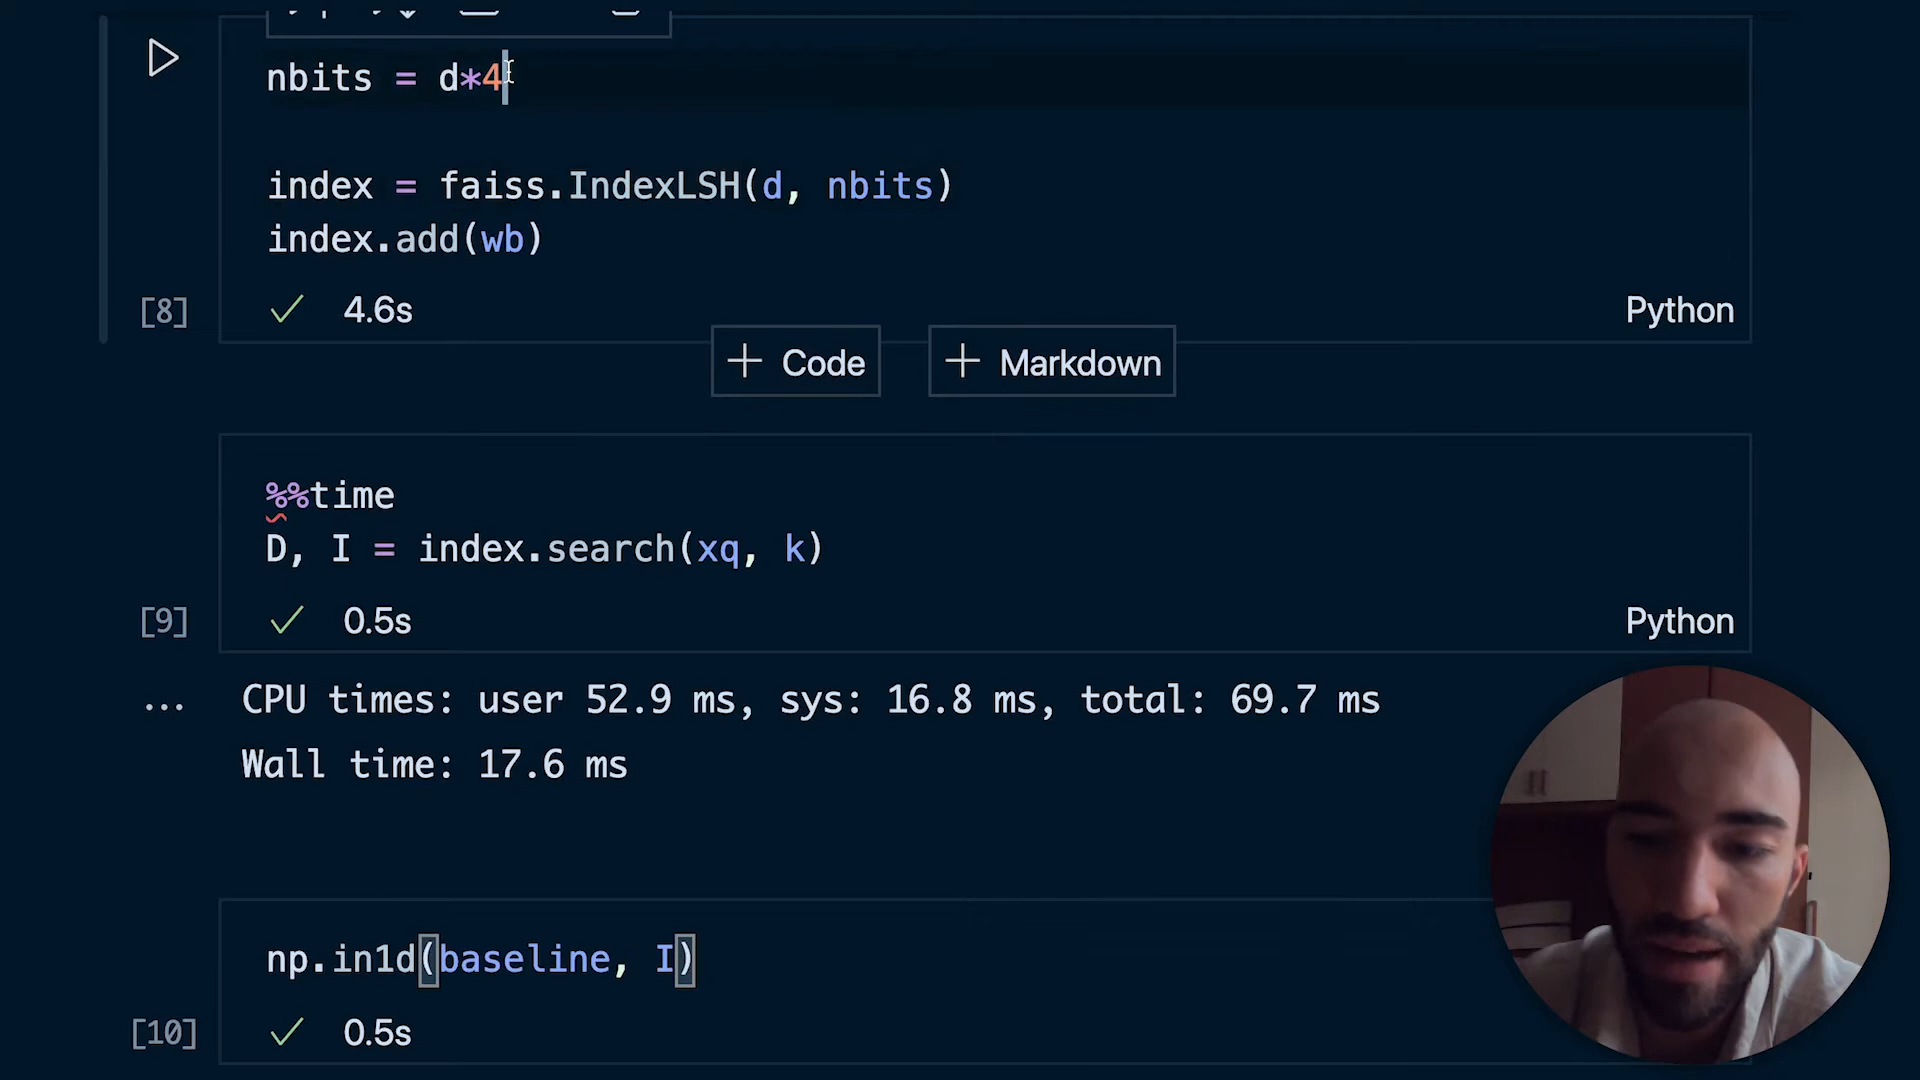 nbits = d*4
index = faiss.IndexLSH(d, nbits)
index.add(wb)
[8] ✓ 4.6s Python
+ Code + Markdown
%%time
D, I = index.search(xq, k)
[9] ✓ 0.5s Python
... CPU times: user 52.9 ms, sys: 16.8 ms, total: 69.7 ms
Wall time: 17.6 ms
np.in1d(baseline, I)
[10] ✓ 0.5s